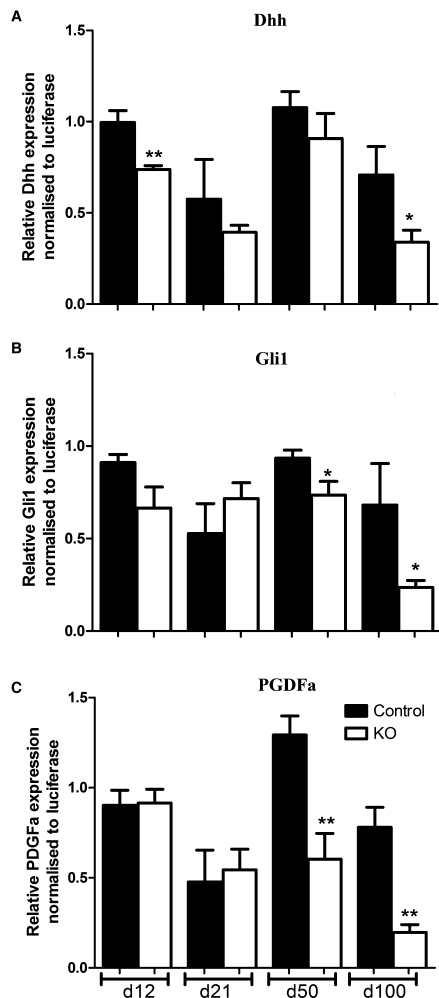 A
Dhh
Relative Dhh expression
normalised to luciferase
1.5
1.0
0.5
0.0
**
*
B
Gli1
Relative Gli1 expression
normalised to luciferase
1.5
1.0
0.5
0.0
*
*
C
PGDFa
Relative PDGFa expression
normalised to luciferase
1.5
1.0
0.5
0.0
Control
KO
**
**
d12 d21 d50 d100